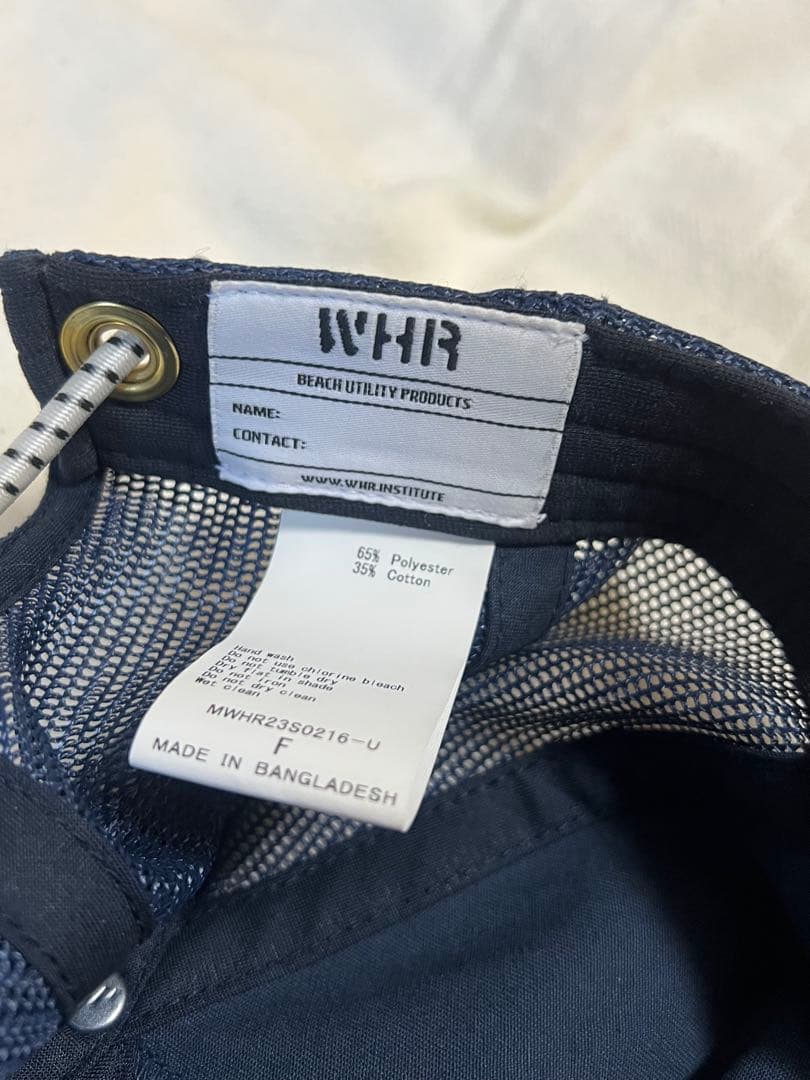 WHR
BEACH UTILITY PRODUCTS
NAME:
CONTACT:
WWW.WHR.INSTITUTE
65% Polyester
35% Cotton
Hand wash
Do not use chlorine bleach
Do not tumble dry
Dry flat in shade
Do not iron
Do not dry clean
Wet clean
MWHR23S0216-U
F
MADE IN BANGLADESH